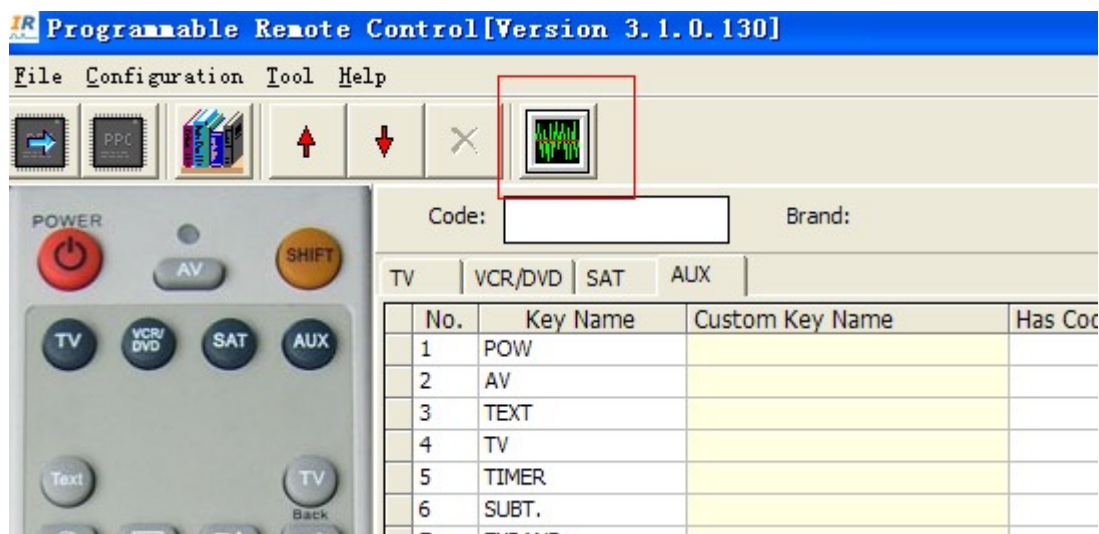 IR Programmable Remote Control[Version 3.1.0.130]
File Configuration Tool Help
PPC
POWER
AV
SHIFT
TV
VCR/
DVD
SAT
AUX
Text
TV
Back
Code:
Brand:
TV VCR/DVD SAT AUX
No. Key Name Custom Key Name Has Coc
1 POW
2 AV
3 TEXT
4 TV
5 TIMER
6 SUBT.